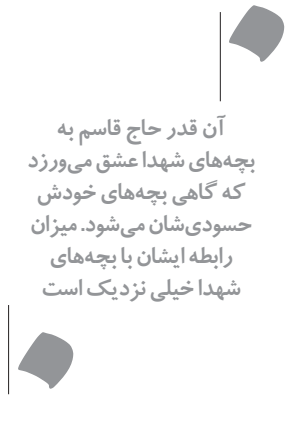 آن قدر حاج قاسم به
بچه‌های شهدا عشق می‌ورزد
که گاهی بچه‌های خودش
حسودی‌شان می‌شود. میزان
رابطه ایشان با بچه‌های
شهدا خیلی نزدیک است